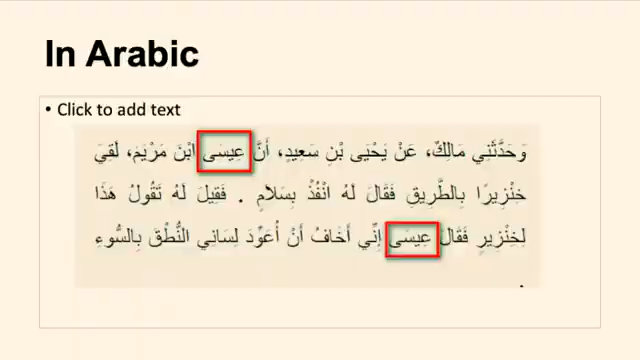 In Arabic
• Click to add text
وَحَدَّثَنِي مَالِكٌ، عَنْ يَحْيَى بْنِ سَعِيدٍ، أَنَّ عِيسَى ابْنَ مَرْيَمَ، لَقِيَ
خِنْزِيرًا بِالطَّرِيقِ فَقَالَ لَهُ انْفُذْ بِسَلاَمٍ . فَقِيلَ لَهُ تَقُولُ هَذَا
لِخِنْزِيرٍ فَقَالَ عِيسَى إِنِّي أَخَافُ أَنْ أُعَوِّدَ لِسَانِي النُّطْقَ بِالسُّوءِ
.